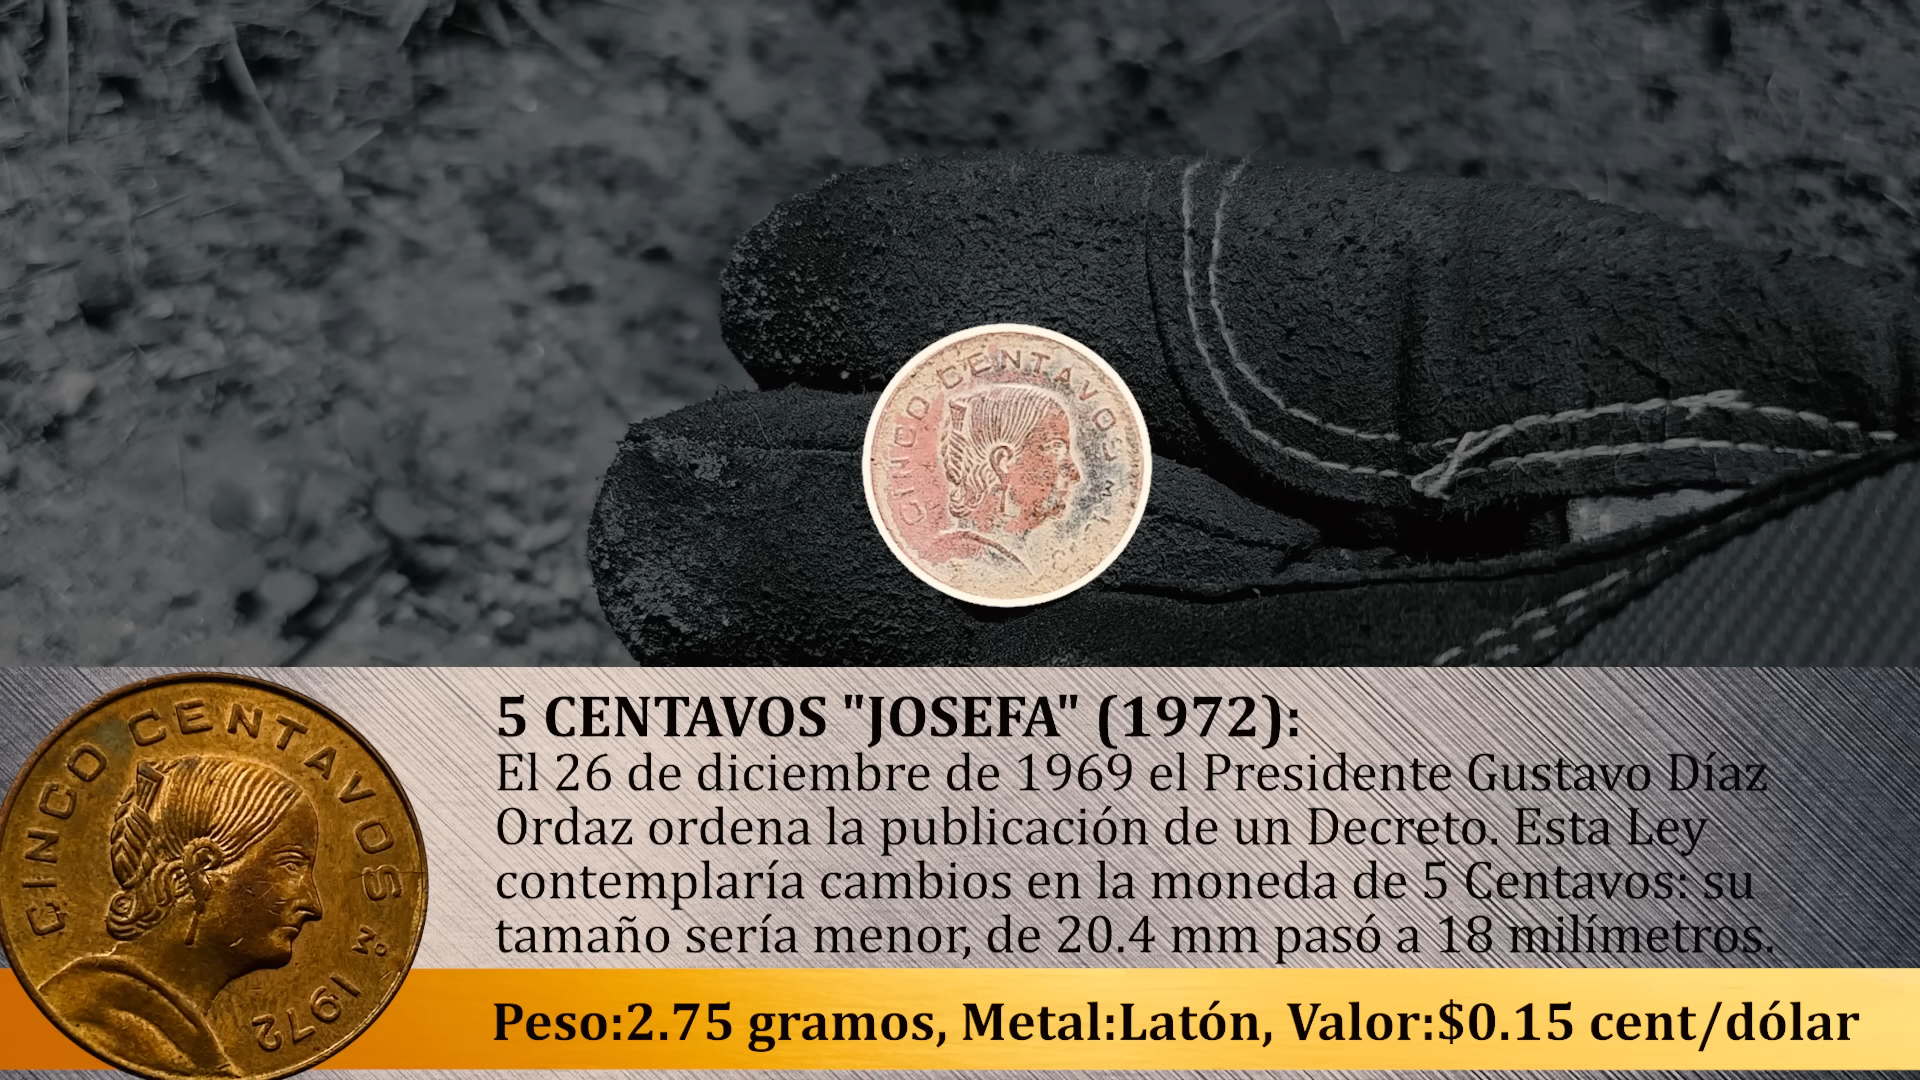 CINCO CENTAVOS
5 CENTAVOS "JOSEFA" (1972):
El 26 de diciembre de 1969 el Presidente Gustavo Díaz
Ordaz ordena la publicación de un Decreto. Esta Ley
contemplaría cambios en la moneda de 5 Centavos: su
tamaño sería menor, de 20.4 mm pasó a 18 milímetros.
CINCO CENTAVOS M° 1972
Peso:2.75 gramos, Metal:Latón, Valor:$0.15 cent/dólar